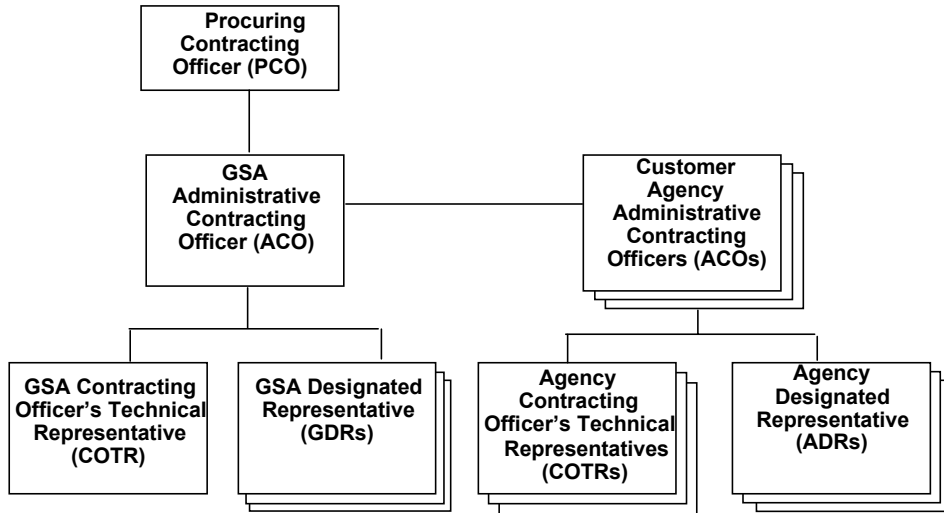 Procuring
Contracting
Officer (PCO)
GSA
Administrative
Contracting
Officer (ACO)
Customer
Agency
Administrative
Contracting
Officers (ACOs)
GSA Contracting
Officer’s Technical
Representative
(COTR)
GSA Designated
Representative
(GDRs)
Agency
Contracting
Officer’s Technical
Representatives
(COTRs)
Agency
Designated
Representative
(ADRs)